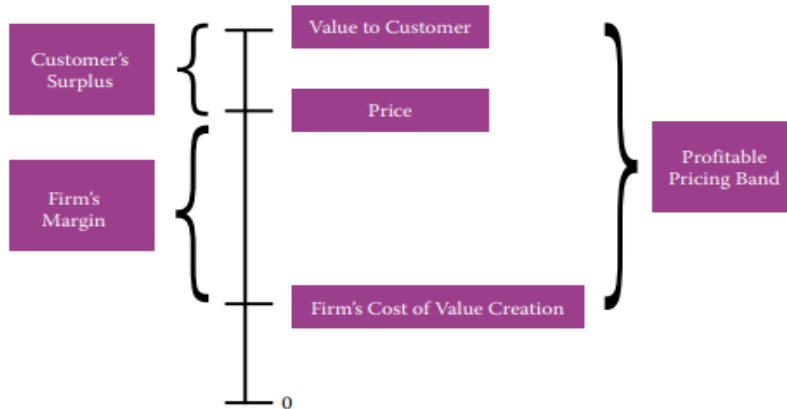 Value to Customer
Customer's
Surplus
Price
Profitable
Pricing Band
Firm's
Margin
Firm's Cost of Value Creation
0